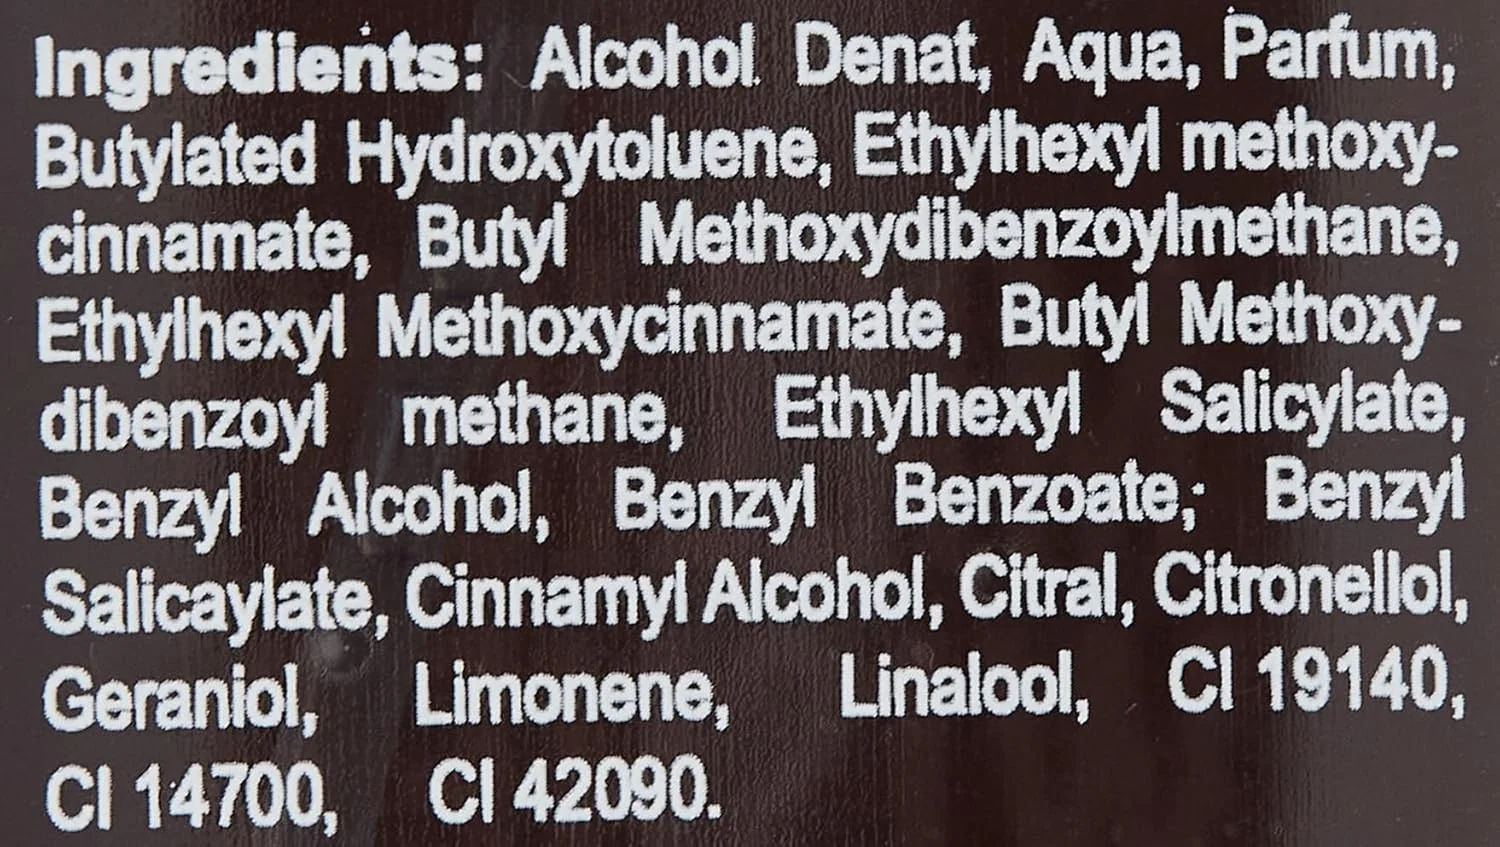 Ingredients: Alcohol Denat, Aqua, Parfum,
Butylated Hydroxytoluene, Ethylhexyl methoxy-
cinnamate, Butyl Methoxydibenzoylmethane,
Ethylhexyl Methoxycinnamate, Butyl Methoxy-
dibenzoyl methane, Ethylhexyl Salicylate,
Benzyl Alcohol, Benzyl Benzoate; Benzyl
Salicaylate, Cinnamyl Alcohol, Citral, Citronellol,
Geraniol, Limonene, Linalool, CI 19140,
CI 14700, CI 42090.